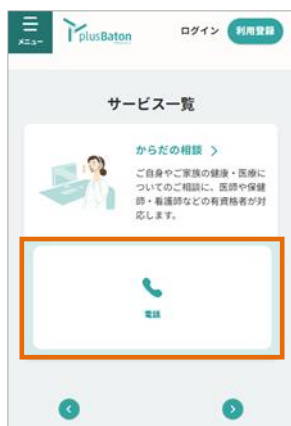 メニュー
plusBaton
ログイン
利用登録
サービス一覧
からだの相談
ご自身やご家族の健康・医療に
ついてのご相談に、医師や保健
師・看護師などの有資格者が対
応します。
電話